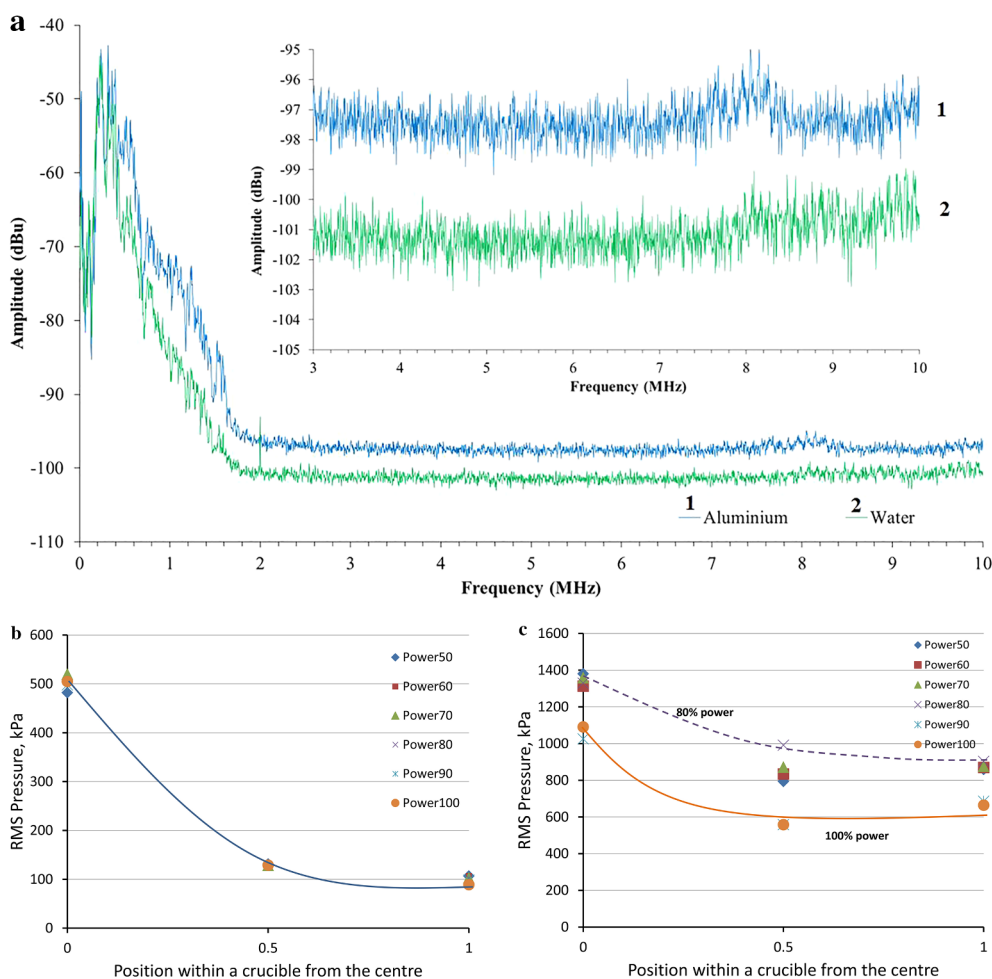 a
-40
-50
-60
-70
-80
-90
-100
-110
Amplitude (dBu)
0 1 2 3 4 5 6 7 8 9 10
Frequency (MHz)
1 Aluminium
2 Water
-95
-96
-97
-98
-99
-100
-101
-102
-103
-104
-105
Amplitude (dBu)
3 4 5 6 7 8 9 10
Frequency (MHz)
1
2
b
600
500
400
300
200
100
0
RMS Pressure, kPa
0 0.5 1
Position within a crucible from the centre
Power50
Power60
Power70
Power80
Power90
Power100
c
1600
1400
1200
1000
800
600
400
200
0
RMS Pressure, kPa
0 0.5 1
Position within a crucible from the centre
Power50
Power60
Power70
Power80
Power90
Power100
80% power
100% power